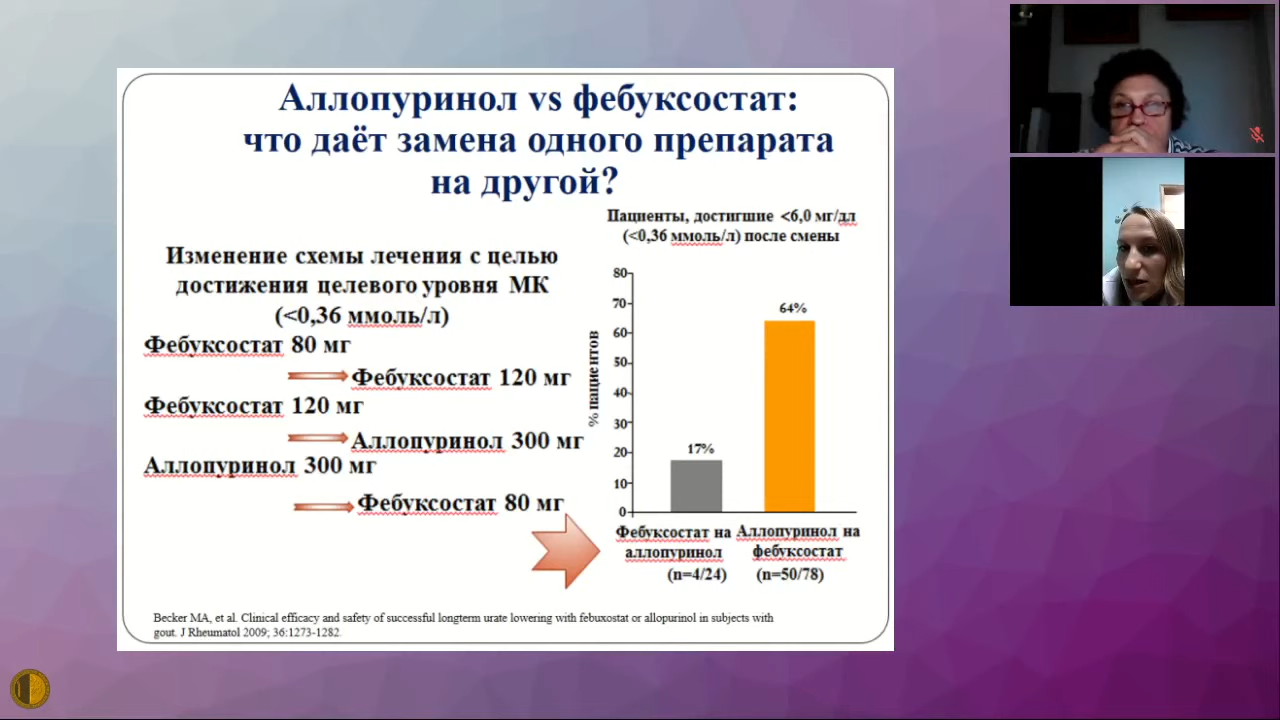 Аллопуринол vs фебуксостат:
что даёт замена одного препарата
на другой?
Изменение схемы лечения с целью
достижения целевого уровня МК
(<0,36 ммоль/л)
Фебуксостат 80 мг
Фебуксостат 120 мг
Фебуксостат 120 мг
Аллопуринол 300 мг
Аллопуринол 300 мг
Фебуксостат 80 мг
Пациенты, достигшие <6,0 мг/дл
(<0,36 ммоль/л) после смены
% пациентов
80
70
60
50
40
30
20
10
0
17%
64%
Фебуксостат на
аллопуринол
(n=4/24)
Аллопуринол на
фебуксостат
(n=50/78)
Becker MA, et al. Clinical efficacy and safety of successful longterm urate lowering with febuxostat or allopurinol in subjects with
gout. J Rheumatol 2009; 36:1273-1282.